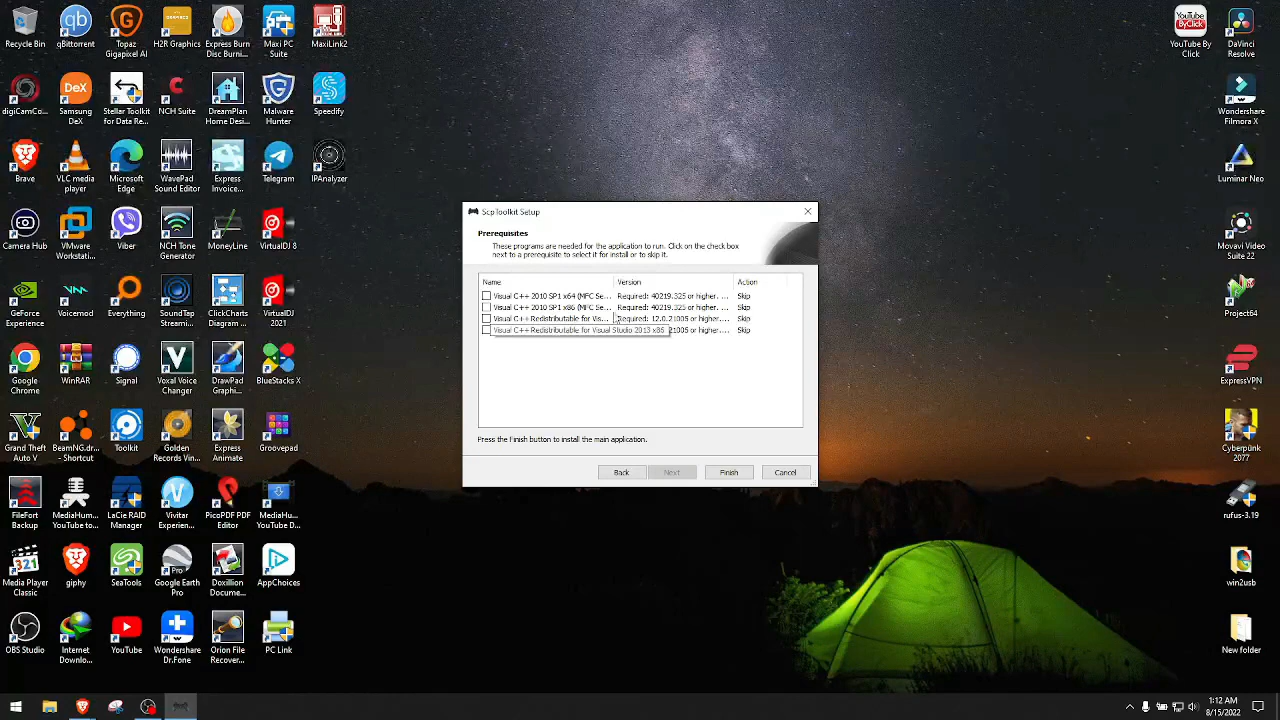 Recycle Bin
qBittorrent
Topaz Gigapixel AI
H2R Graphics
Express Burn Disc Burni...
Maxi PC - Suite
MaxiLink2
YouTube By Click
DaVinci Resolve
digiCamCo...
Samsung DeX
Stellar Toolkit for Data Re...
NCH Suite
DreamPlan Home Desi...
Malware Hunter
Speedify
Wondershare Filmora X
Brave
VLC media player
Microsoft Edge
WavePad Sound Editor
Express Invoice...
Telegram
IPAnalyzer
Luminar Neo
ScpToolkit Setup
Prerequisites
These programs are needed for the application to run. Click on the check box
next to a prerequisite to select it for install or to skip it.
Camera Hub
VMware
Viber
NCH Tone Generator
MoneyLine
VirtualDJ 8
Movavi Video Suite
Name Version Action
Visual C++ 2010 SP1 x64 (MFC Se... Required: 40219.325 or higher. ... Skip
Visual C++ 2010 SP1 x86 (MFC Se... Required: 40219.325 or higher. ... Skip
Visual C++ Redistributable for Vis... Required: 12.0.21005 or higher.... Skip
Visual C++ Redistributable for Visual Studio 2013 x86 21005 or higher.... Skip
GeForce Experience
Voicemod
Orange
Express
ClickCharts
VirtualDJ 2021
Project64
Google Chrome
WinRAR
Signal
Voxal Voice Changer
DrawPad Graphic...
BlueStacks X
ExpressVPN
Press the Finish button to install the main application.
Back Next Finish Cancel
Grand Theft Auto V
BeamNG.d... - Shortcut
Toolkit
Golden Records Vin...
Express Animate
Groovepad
Cyberpunk 2077
FileFort Backup
MediaHum... YouTube to...
LaCie RAID Manager
Vivitar Experien...
PicoPDF PDF Editor
MediaHu... YouTube D...
rufus-3.19
321
Media Player Classic
giphy
SeaTools
Google Earth Pro
Doxillion Docume...
AppChoices
win2usb
OBS Studio
Internet Downlo...
YouTube
Wondershare Dr.Fone
Orion File Recover...
PC Link
New folder
1:12 AM
8/15/2022